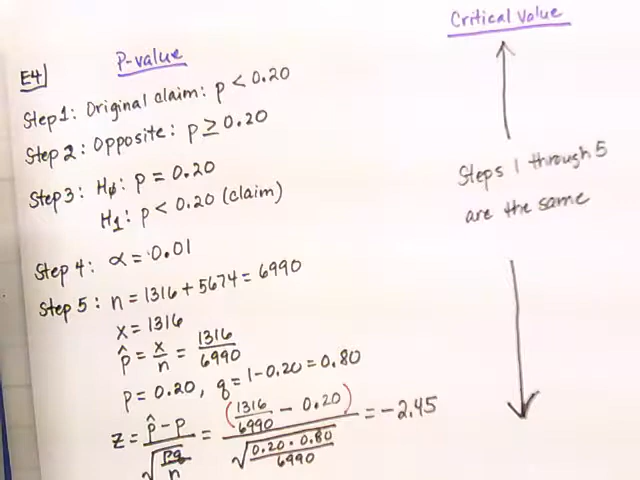 Critical Value
E4
P-value
Step 1: Original claim: p < 0.20
Step 2: Opposite: p ≥ 0.20
Step 3: H0: p = 0.20
H1: p < 0.20 (claim)
Steps 1 through 5
are the same
Step 4: α = 0.01
Step 5: n = 1316 + 5674 = 6990
x = 1316
p̂ = x/n = 1316/6990
p = 0.20, q = 1 - 0.20 = 0.80
z = (p̂ - p)/√(pq/n) = (1316/6990 - 0.20)/√(0.20 · 0.80/6990) = -2.45